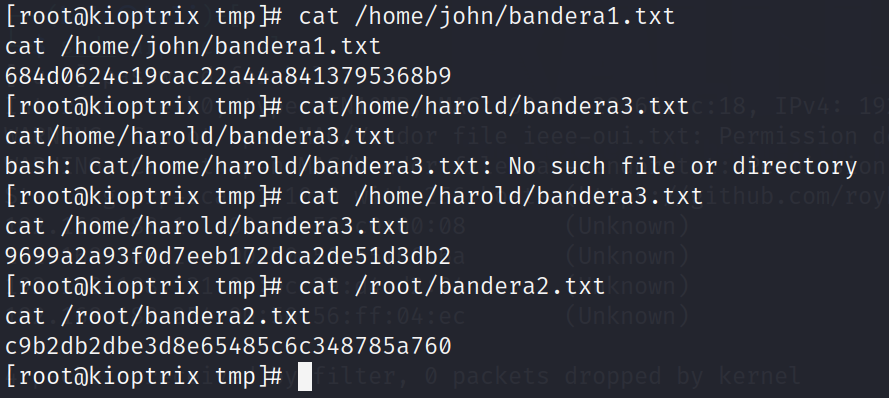 [root@kioptrix tmp]# cat /home/john/bandera1.txt
cat /home/john/bandera1.txt
684d0624c19cac22a44a8413795368b9
[root@kioptrix tmp]# cat/home/harold/bandera3.txt
cat/home/harold/bandera3.txt
bash: cat/home/harold/bandera3.txt: No such file or directory
[root@kioptrix tmp]# cat /home/harold/bandera3.txt
cat /home/harold/bandera3.txt
9699a2a93f0d7eeb172dca2de51d3db2
[root@kioptrix tmp]# cat /root/bandera2.txt
cat /root/bandera2.txt
c9b2db2dbe3d8e65485c6c348785a760
[root@kioptrix tmp]#